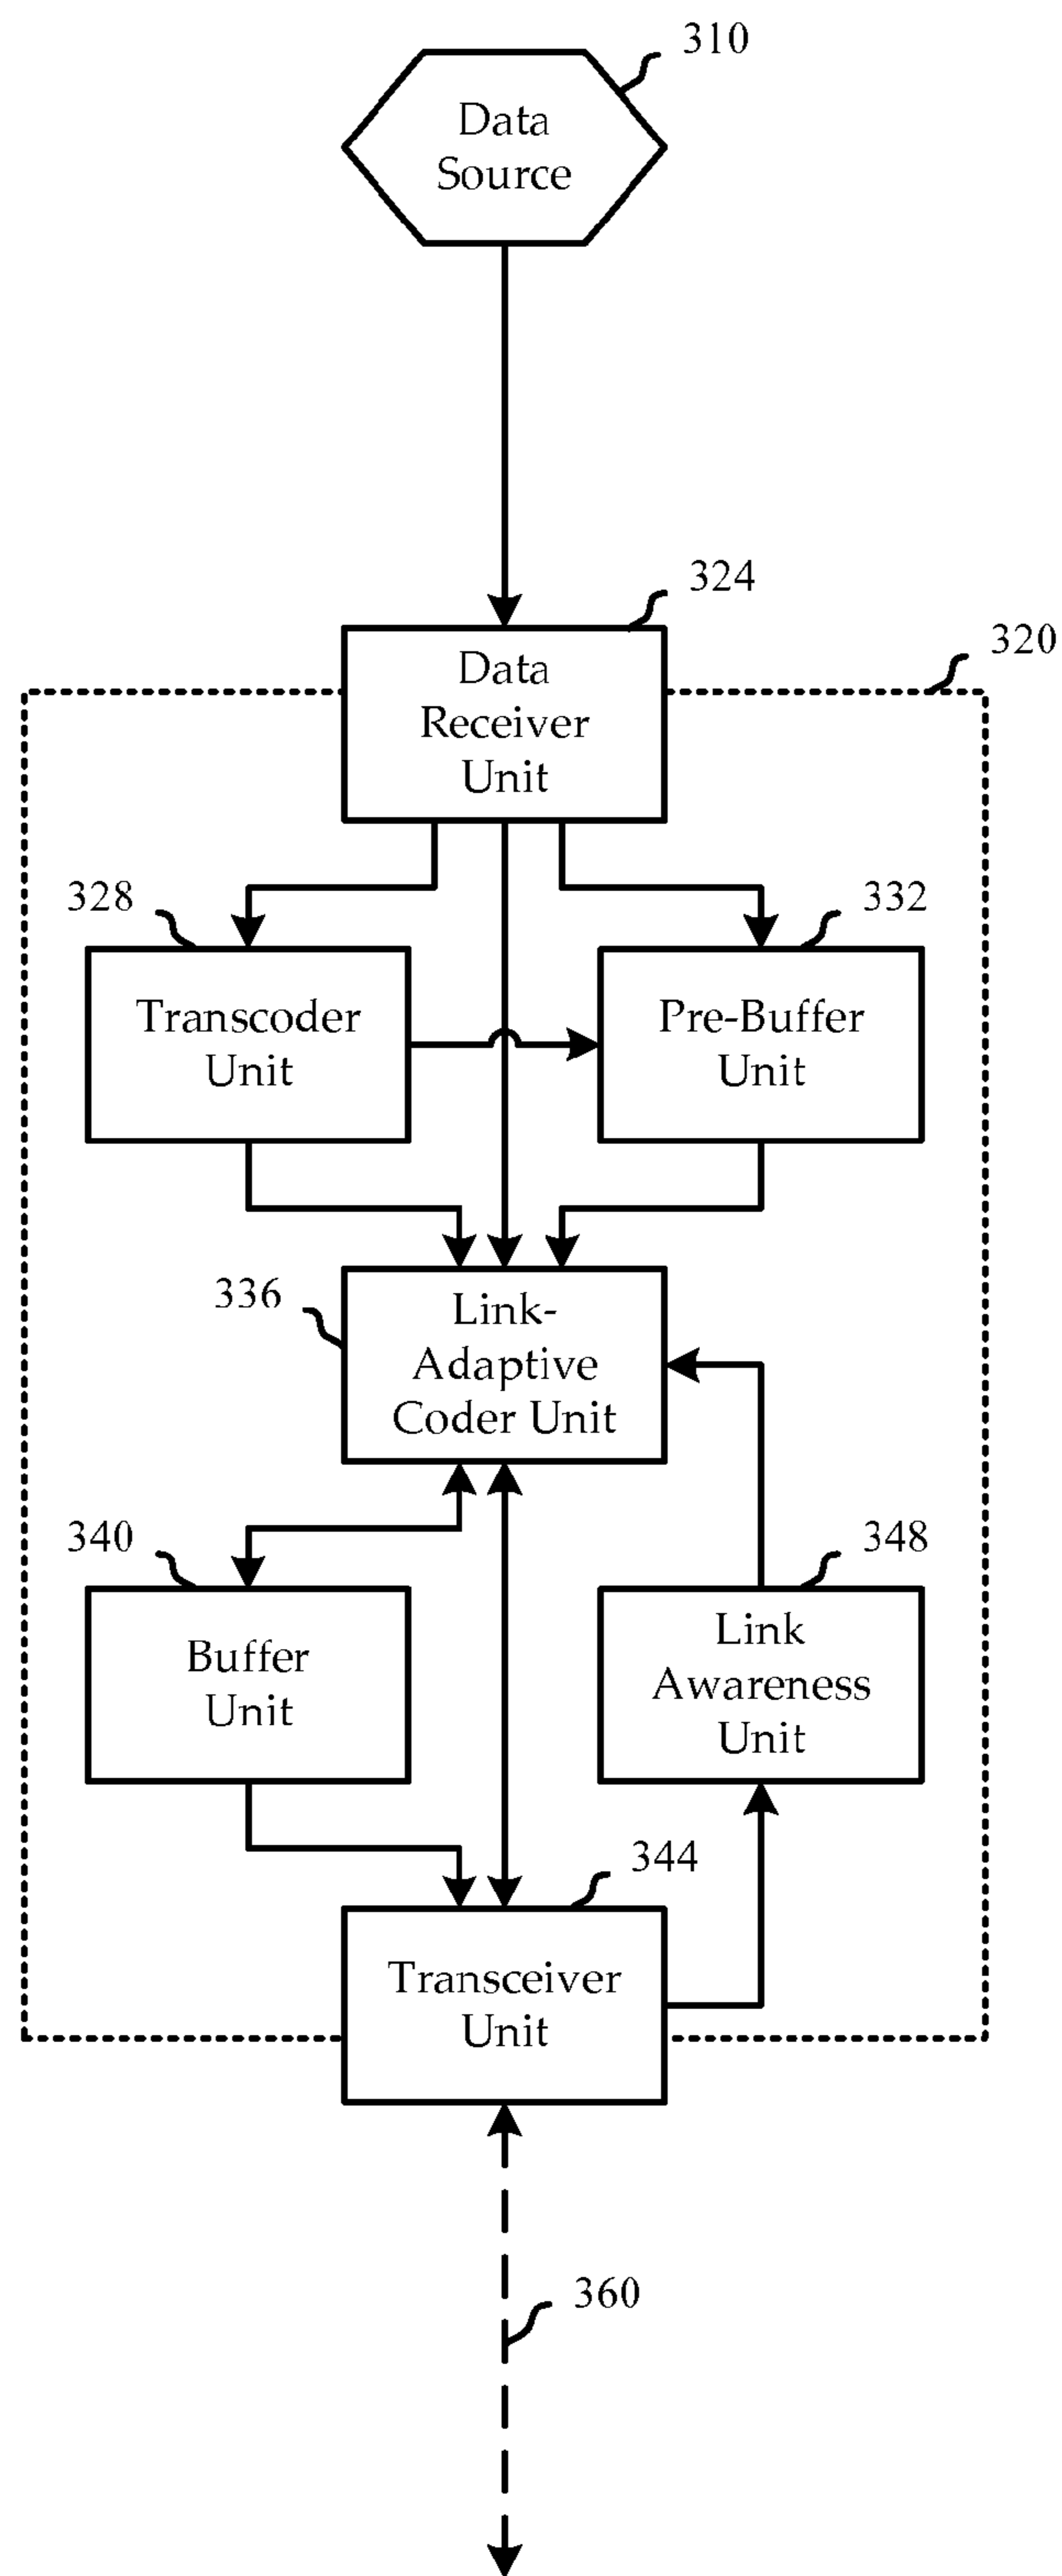 310
Data
Source
324
320
Data
Receiver
Unit
328
332
Transcoder
Unit
Pre-Buffer
Unit
336
Link-
Adaptive
Coder Unit
340
348
Buffer
Unit
Link
Awareness
Unit
344
Transceiver
Unit
360